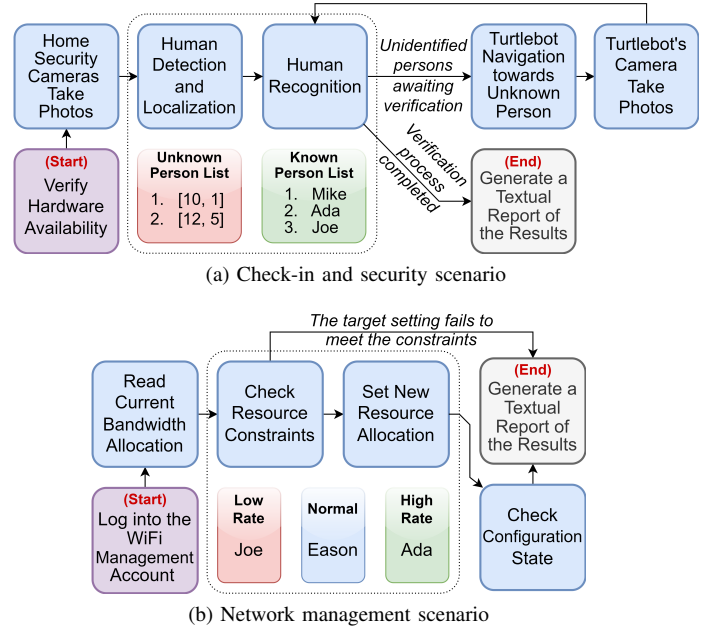 Home
Security
Cameras
Take
Photos
Human
Detection
and
Localization
Human
Recognition
Unidentified
persons
awaiting
verification
Turtlebot
Navigation
towards
Unknown
Person
Turtlebot's
Camera
Take
Photos
(Start)
Verify
Hardware
Availability
Unknown
Person List
1. [10, 1]
2. [12, 5]
Known
Person List
1. Mike
2. Ada
3. Joe
Verification
process
completed
(End)
Generate a
Textual
Report of
the Results
(a) Check-in and security scenario
The target setting fails to
meet the constraints
Read
Current
Bandwidth
Allocation
Check
Resource
Constraints
Set New
Resource
Allocation
(End)
Generate a
Textual
Report of
the Results
(Start)
Log into the
WiFi
Management
Account
Low
Rate
Joe
Normal
Eason
High
Rate
Ada
Check
Configuration
State
(b) Network management scenario